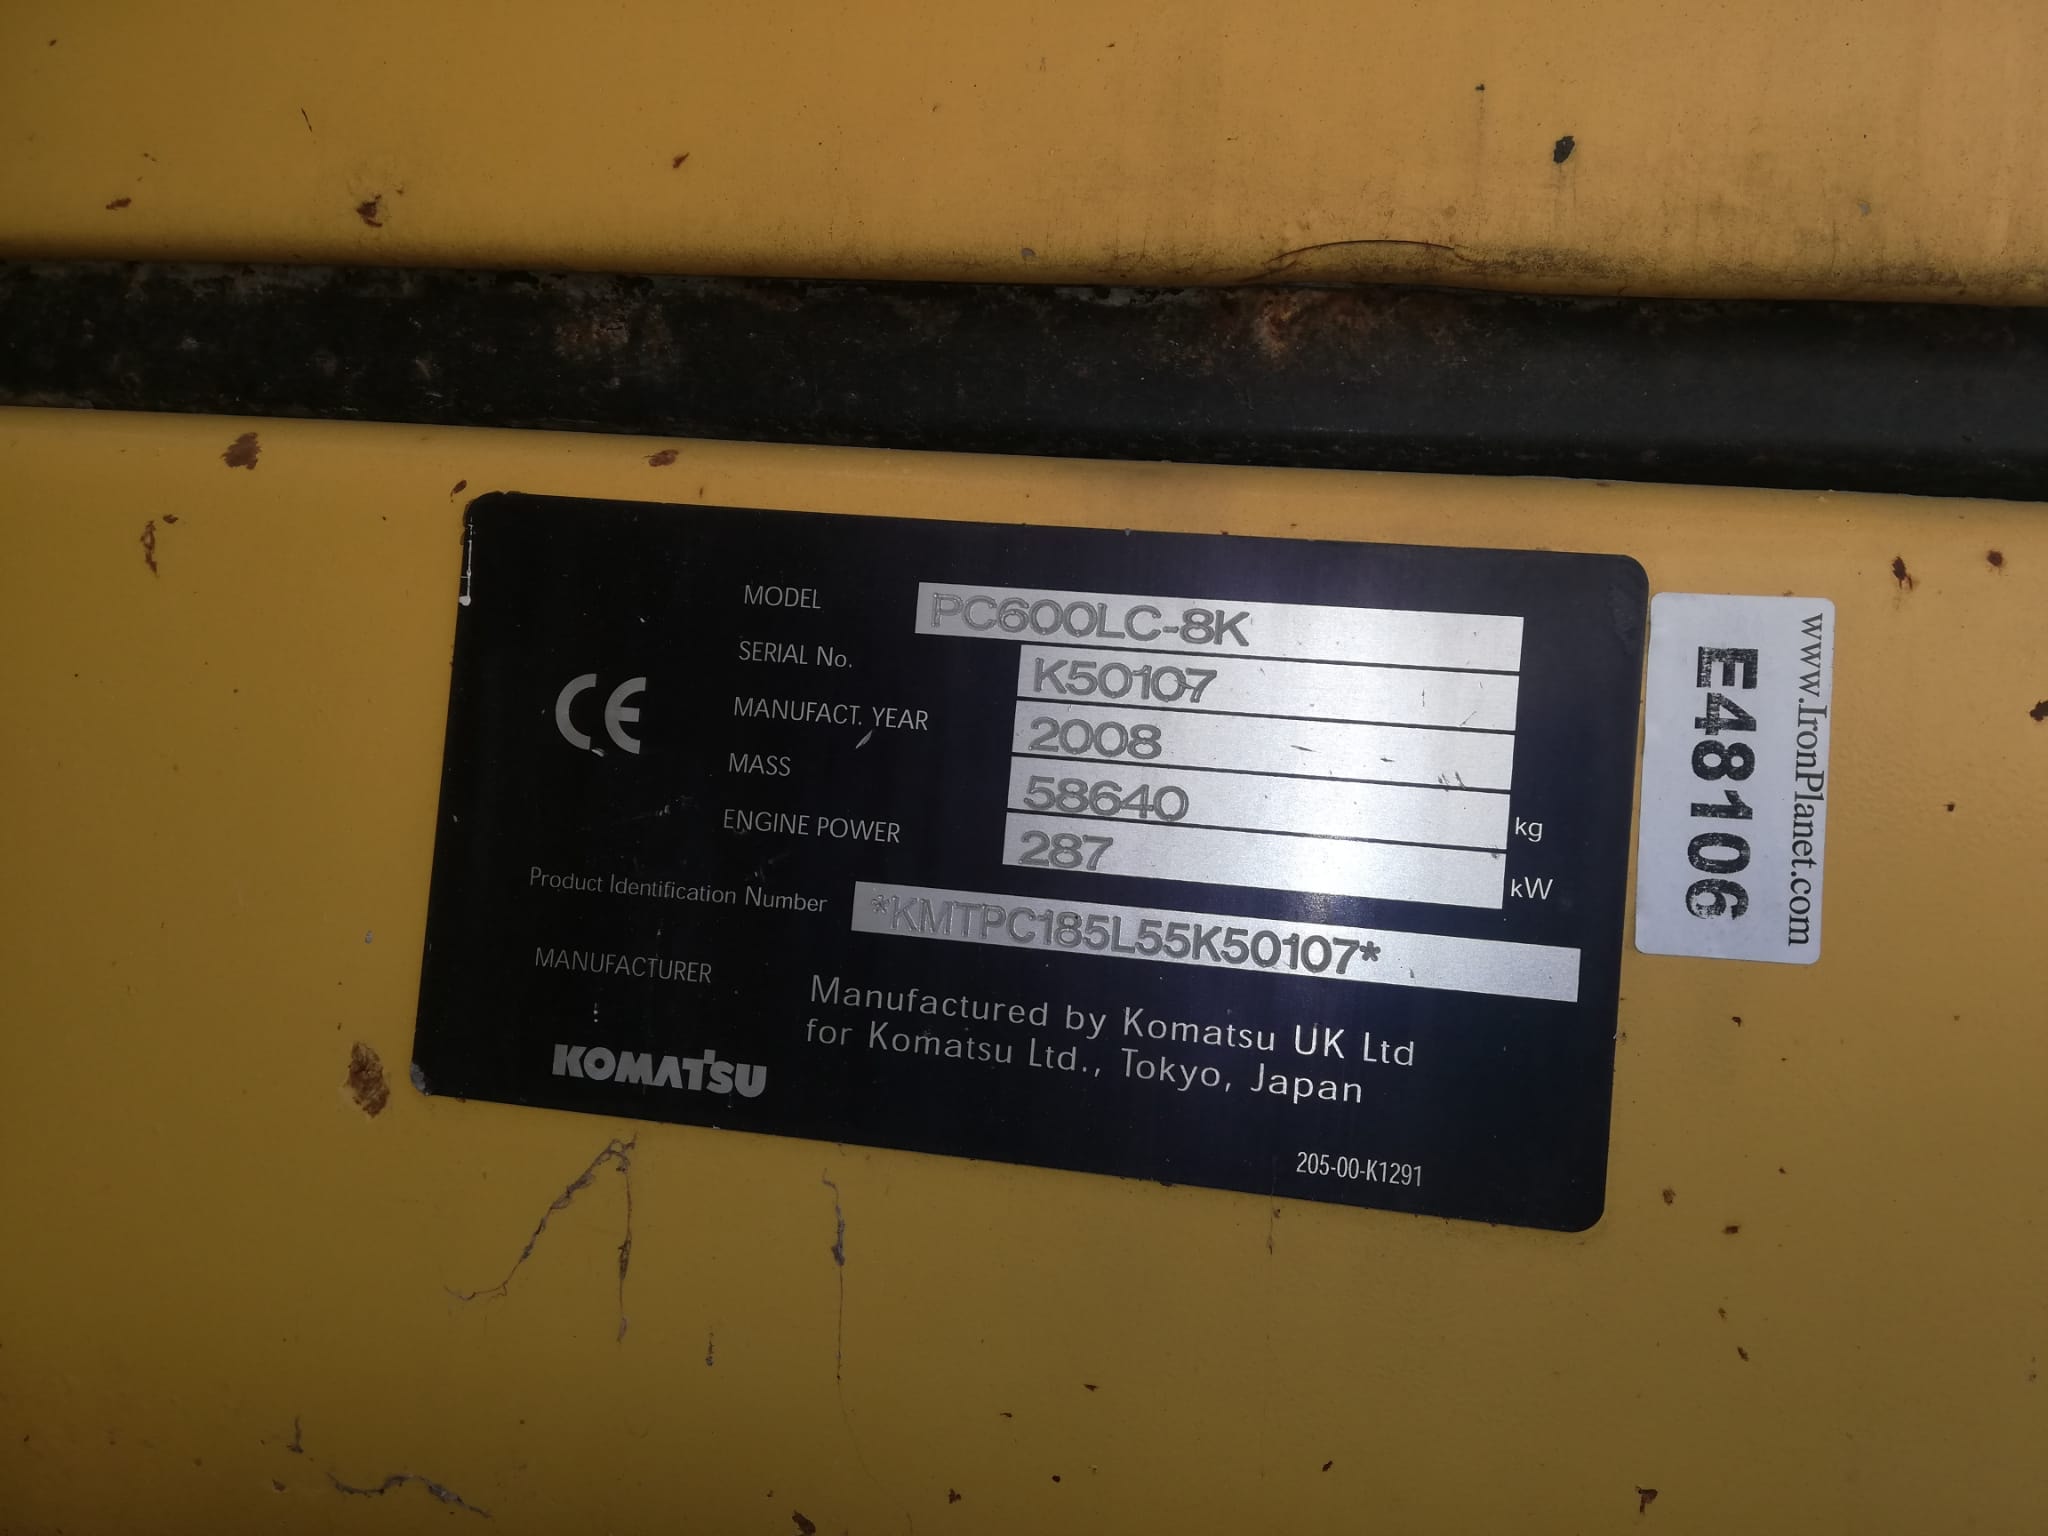 MODEL PC600LC-8K
SERIAL No. K50107
MANUFACT. YEAR 2008
MASS 58640 kg
ENGINE POWER 287 kW
Product Identification Number *KMTPC185L55K50107*
MANUFACTURER
Manufactured by Komatsu UK Ltd
for Komatsu Ltd., Tokyo, Japan
CE
KOMATSU
205-00-K1291
www.IronPlanet.com
E48106